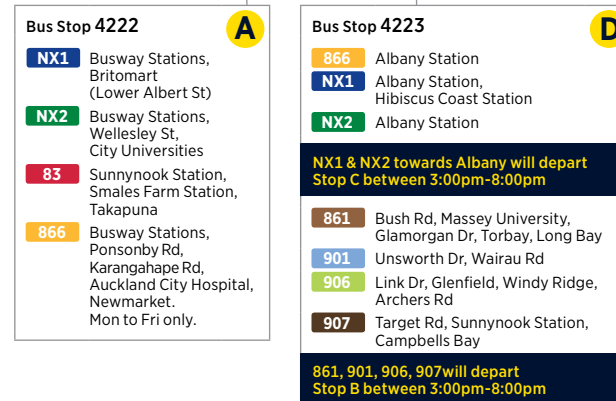 Bus Stop 4222
A
NX1 Busway Stations,
Britomart
(Lower Albert St)
NX2 Busway Stations,
Wellesley St,
City Universities
83 Sunnynook Station,
Smales Farm Station,
Takapuna
866 Busway Stations,
Ponsonby Rd,
Karangahape Rd,
Auckland City Hospital,
Newmarket.
Mon to Fri only.
Bus Stop 4223
D
866 Albany Station
NX1 Albany Station,
Hibiscus Coast Station
NX2 Albany Station
NX1 & NX2 towards Albany will depart
Stop C between 3:00pm-8:00pm
861 Bush Rd, Massey University,
Glamorgan Dr, Torbay, Long Bay
901 Unsworth Dr, Wairau Rd
906 Link Dr, Glenfield, Windy Ridge,
Archers Rd
907 Target Rd, Sunnynook Station,
Campbells Bay
861, 901, 906, 907will depart
Stop B between 3:00pm-8:00pm